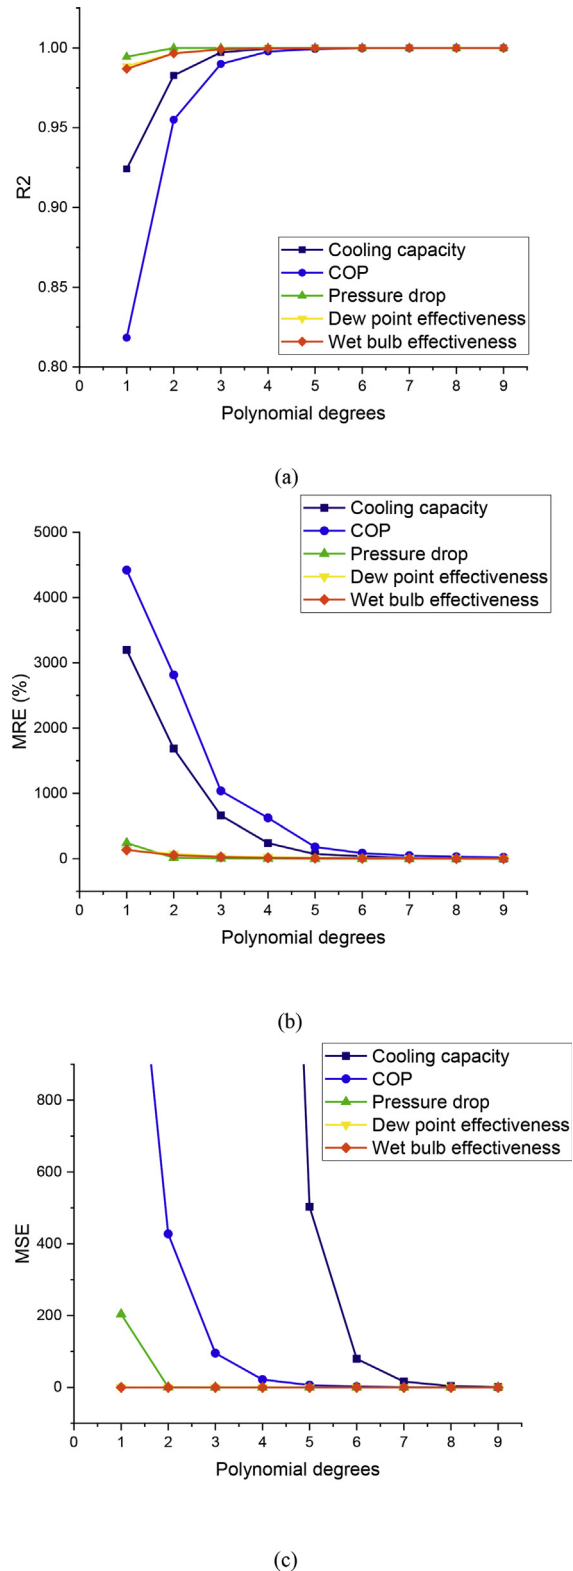 1.00
0.95
0.90
0.85
0.80
R2
Cooling capacity
COP
Pressure drop
Dew point effectiveness
Wet bulb effectiveness
0 1 2 3 4 5 6 7 8 9
Polynomial degrees
(a)
5000
4000
3000
2000
1000
0
MRE (%)
Cooling capacity
COP
Pressure drop
Dew point effectiveness
Wet bulb effectiveness
0 1 2 3 4 5 6 7 8 9
Polynomial degrees
(b)
800
600
400
200
0
MSE
Cooling capacity
COP
Pressure drop
Dew point effectiveness
Wet bulb effectiveness
0 1 2 3 4 5 6 7 8 9
Polynomial degrees
(c)